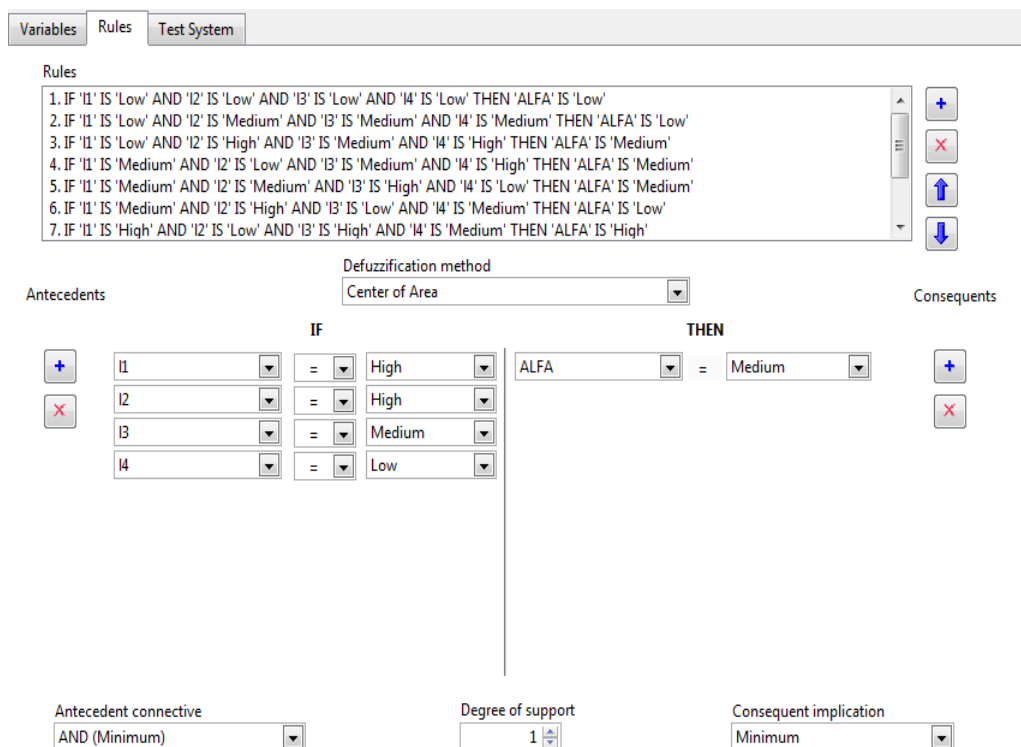 Variables Rules Test System
Rules
1. IF 'I1' IS 'Low' AND 'I2' IS 'Low' AND 'I3' IS 'Low' AND 'I4' IS 'Low' THEN 'ALFA' IS 'Low'
2. IF 'I1' IS 'Low' AND 'I2' IS 'Medium' AND 'I3' IS 'Medium' AND 'I4' IS 'Medium' THEN 'ALFA' IS 'Low'
3. IF 'I1' IS 'Low' AND 'I2' IS 'High' AND 'I3' IS 'Medium' AND 'I4' IS 'High' THEN 'ALFA' IS 'Medium'
4. IF 'I1' IS 'Medium' AND 'I2' IS 'Low' AND 'I3' IS 'Medium' AND 'I4' IS 'High' THEN 'ALFA' IS 'Medium'
5. IF 'I1' IS 'Medium' AND 'I2' IS 'Medium' AND 'I3' IS 'High' AND 'I4' IS 'Low' THEN 'ALFA' IS 'Medium'
6. IF 'I1' IS 'Medium' AND 'I2' IS 'High' AND 'I3' IS 'Low' AND 'I4' IS 'Medium' THEN 'ALFA' IS 'Low'
7. IF 'I1' IS 'High' AND 'I2' IS 'Low' AND 'I3' IS 'High' AND 'I4' IS 'Medium' THEN 'ALFA' IS 'High'
Defuzzification method
Center of Area
Antecedents
Consequents
IF THEN
I1 = High ALFA = Medium
I2 = High
I3 = Medium
I4 = Low
Antecedent connective Degree of support Consequent implication
AND (Minimum) 1 Minimum